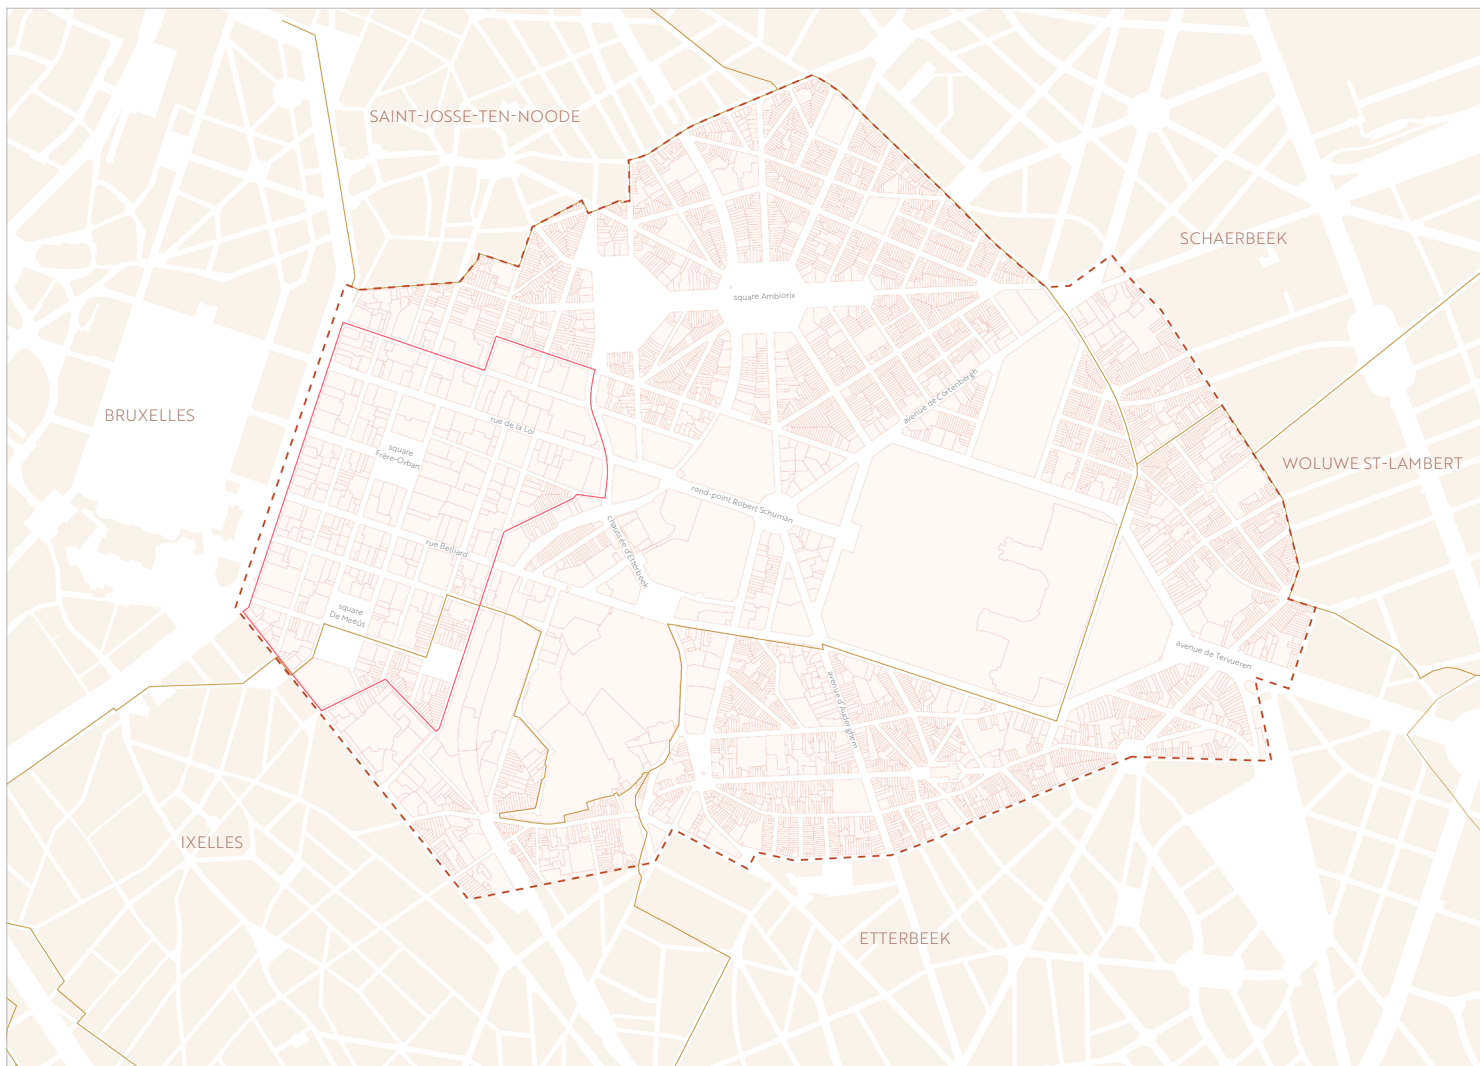 SAINT-JOSSE-TEN-NOODE
SCHAERBEEK
square Ambiorix
BRUXELLES
avenue de Cortenbergh
rue de la Loi
square
Frère-Orban
WOLUWE ST-LAMBERT
rond-point Robert Schuman
chaussée d'Etterbeek
rue Belliard
square
De Meeûs
avenue de Tervueren
avenue d'Auderghem
IXELLES
ETTERBEEK